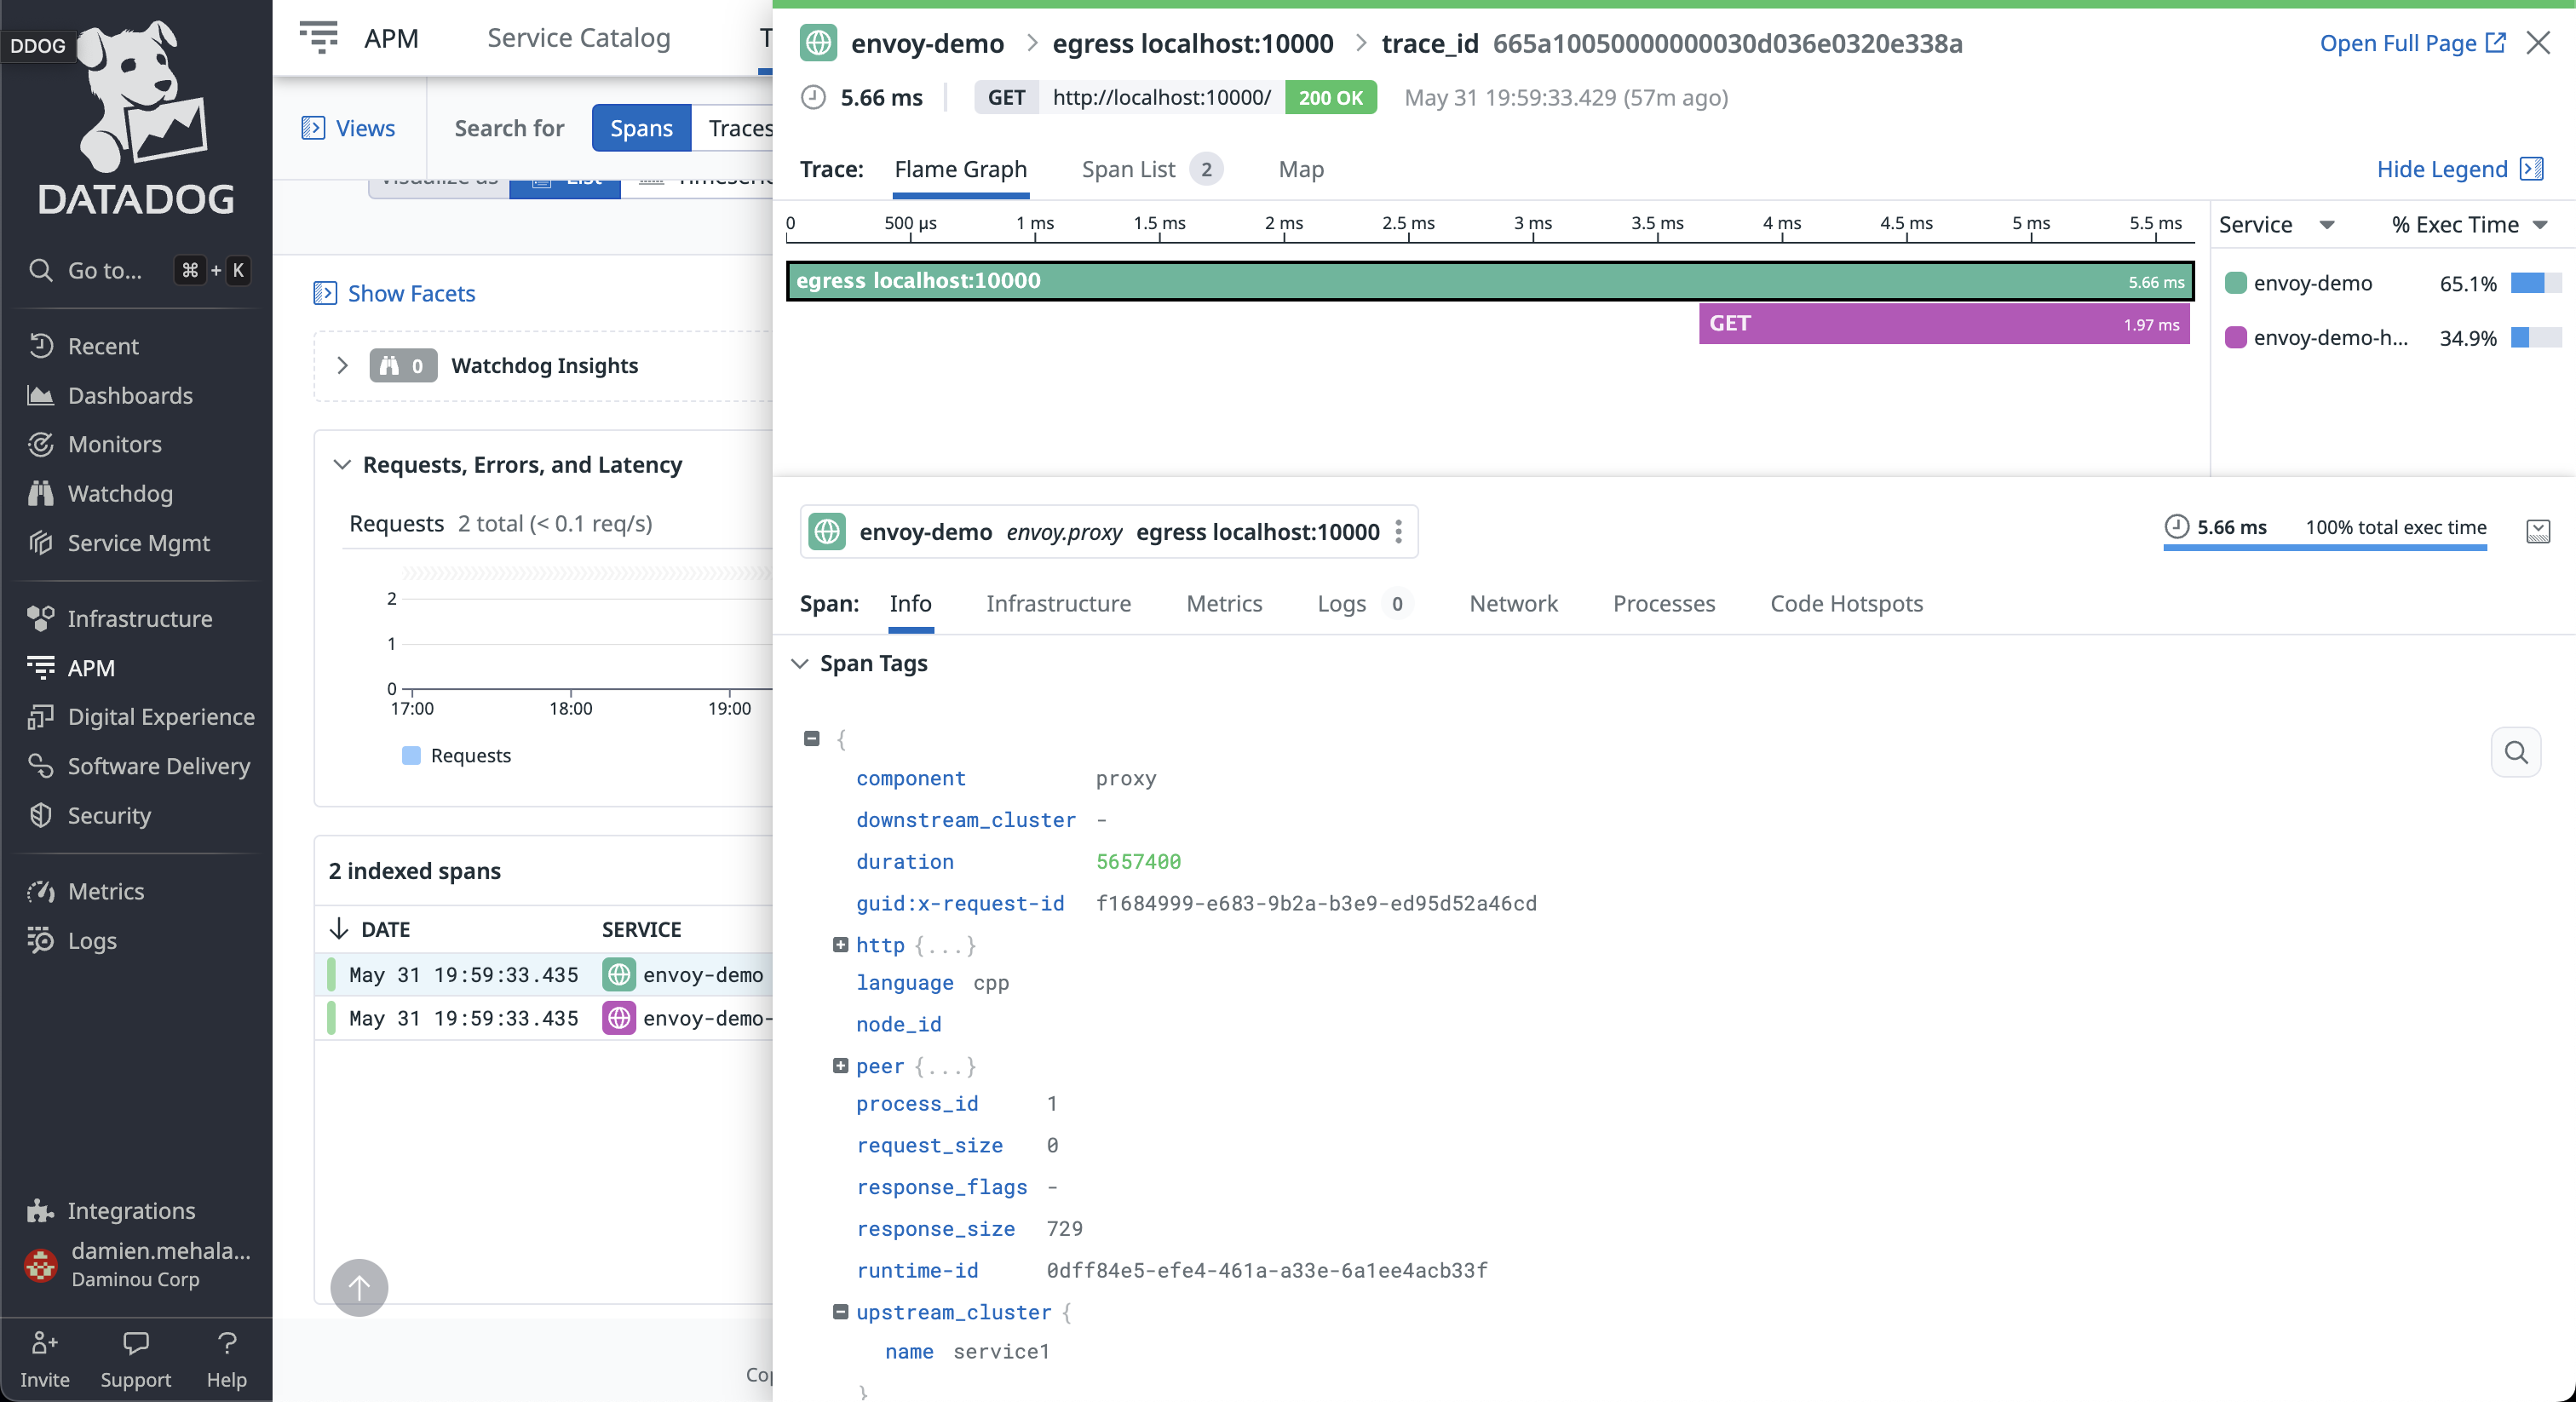 DDOG
DATADOG
Go to... ⌘ + K
Recent
Dashboards
Monitors
Watchdog
Service Mgmt
Infrastructure
APM
Digital Experience
Software Delivery
Security
Metrics
Logs
Integrations
damien.mehala...
Daminou Corp
Invite
Support
Help
APM
Service Catalog
T
Views
Search for
Spans
Traces
Visualize as
List
Show Facets
0
Watchdog Insights
Requests, Errors, and Latency
Requests 2 total (< 0.1 req/s)
2
1
0
17:00 18:00 19:00
Requests
2 indexed spans
DATE SERVICE
May 31 19:59:33.435 envoy-demo
May 31 19:59:33.435 envoy-demo-
Cop
envoy-demo > egress localhost:10000 > trace_id 665a10050000000030d036e0320e338a
Open Full Page
5.66 ms GET http://localhost:10000/ 200 OK May 31 19:59:33.429 (57m ago)
Trace: Flame Graph Span List 2 Map
Hide Legend
0 500 µs 1 ms 1.5 ms 2 ms 2.5 ms 3 ms 3.5 ms 4 ms 4.5 ms 5 ms 5.5 ms
egress localhost:10000 5.66 ms
GET 1.97 ms
Service % Exec Time
envoy-demo 65.1%
envoy-demo-h... 34.9%
envoy-demo envoy.proxy egress localhost:10000
5.66 ms 100% total exec time
Span: Info Infrastructure Metrics Logs 0 Network Processes Code Hotspots
Span Tags
{
component proxy
downstream_cluster -
duration 5657400
guid:x-request-id f1684999-e683-9b2a-b3e9-ed95d52a46cd
http {...}
language cpp
node_id
peer {...}
process_id 1
request_size 0
response_flags -
response_size 729
runtime-id 0dff84e5-efe4-461a-a33e-6a1ee4acb33f
upstream_cluster {
name service1
}